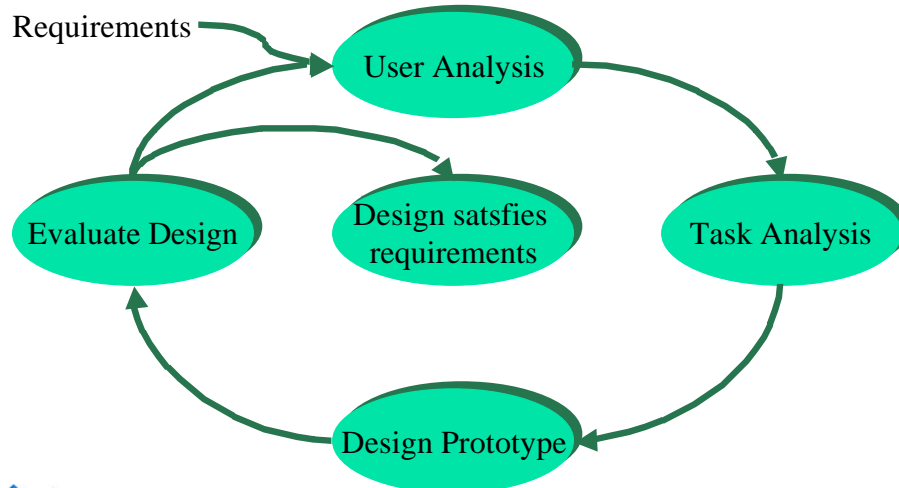 Requirements
User Analysis
Evaluate Design
Design satsfies
requirements
Task Analysis
Design Prototype